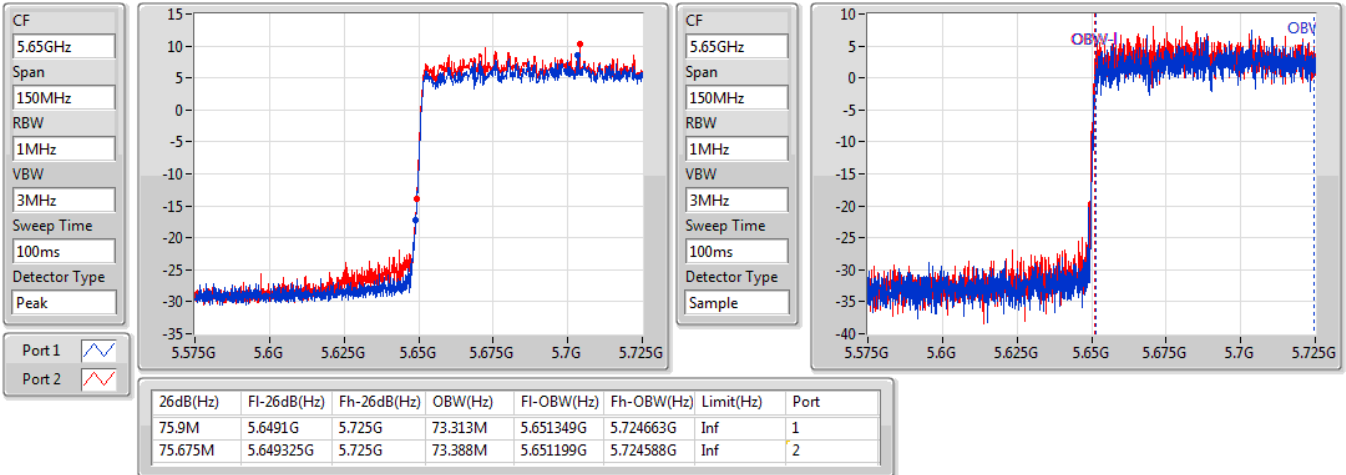 CF
5.65GHz
Span
150MHz
RBW
1MHz
VBW
3MHz
Sweep Time
100ms
Detector Type
Peak
15-
10-
5-
0-
-5-
-10-
-15-
-20-
-25-
-30-
-35-
5.575G 5.6G 5.625G 5.65G 5.675G 5.7G 5.725G
CF
5.65GHz
Span
150MHz
RBW
1MHz
VBW
3MHz
Sweep Time
100ms
Detector Type
Sample
10-
5-
0-
-5-
-10-
-15-
-20-
-25-
-30-
-35-
-40-
OBW-l
OBV
5.575G 5.6G 5.625G 5.65G 5.675G 5.7G 5.725G
Port 1
Port 2
26dB(Hz) Fl-26dB(Hz) Fh-26dB(Hz) OBW(Hz) Fl-OBW(Hz) Fh-OBW(Hz) Limit(Hz) Port
75.9M 5.6491G 5.725G 73.313M 5.651349G 5.724663G Inf 1
75.675M 5.649325G 5.725G 73.388M 5.651199G 5.724588G Inf 2